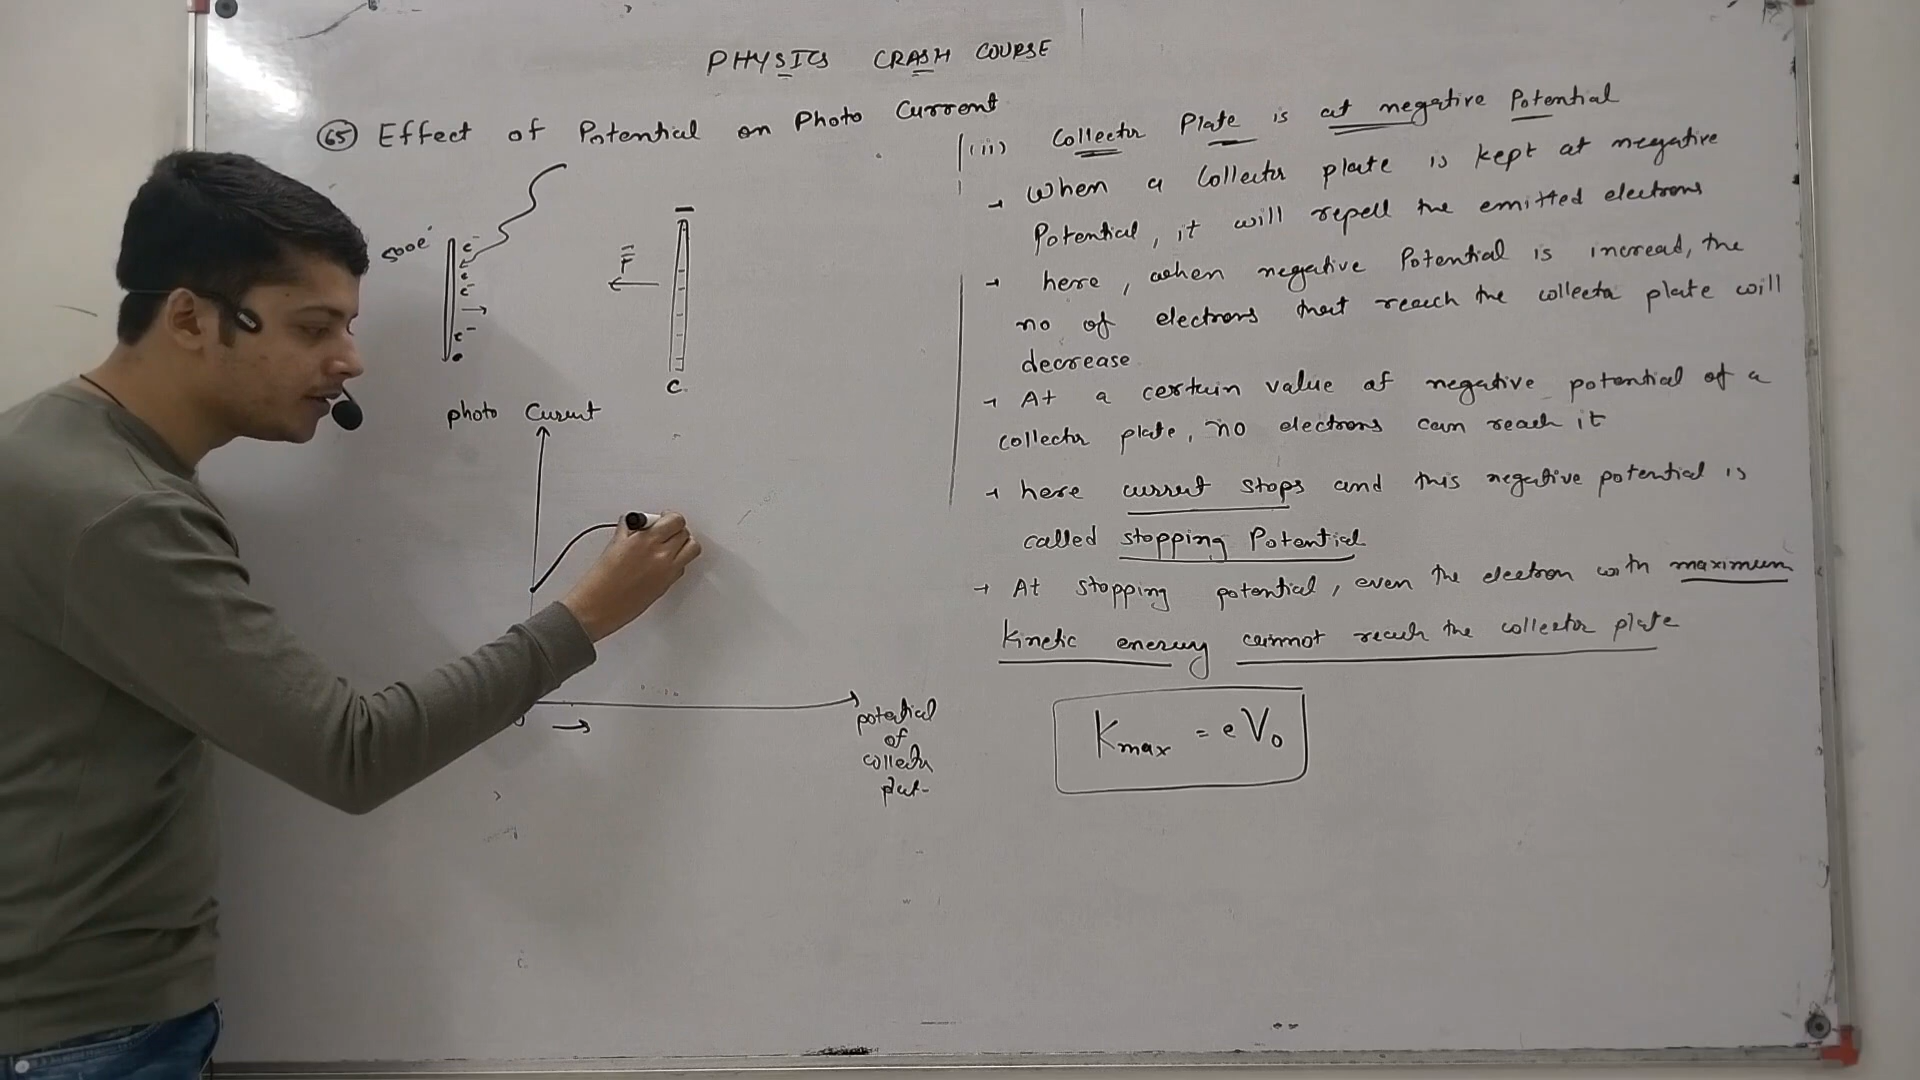 PHYSICS CRASH COURSE
(65) Effect of Potential on Photo Current
500e⁻
e⁻
e
e⁻
e⁻
F
C
photo Current
0
potential
of
collector
plat-
(ii) Collector Plate is at negative Potential
→ When a Collector plate is kept at negative
Potential, it will repell the emitted electrons
→ here, when negative Potential is incread, the
no of electrons that reach the collector plate will
decrease
→ At a certain value of negative potential of a
collector plate, no electrons can reach it
→ here current stops and this negative potential is
called stopping Potential
→ At stopping potential, even the electron with maximum
Kinetic energy cannot reach the collector plate
Kmax = eV₀